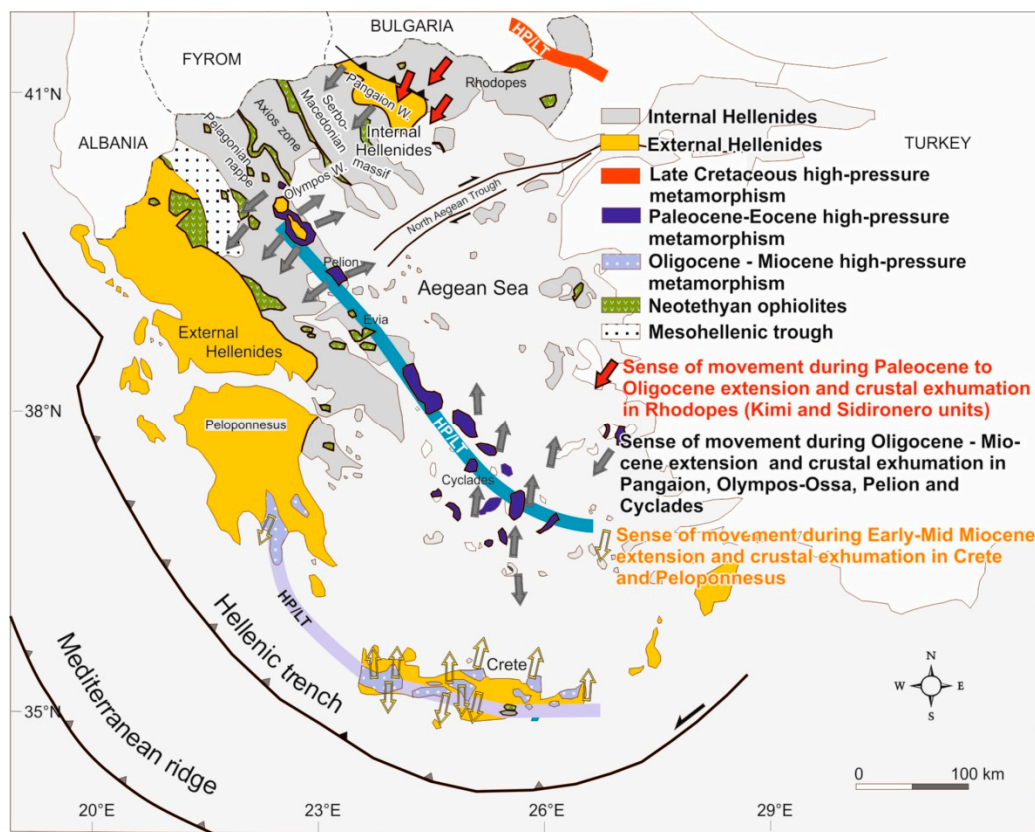 BULGARIA
FYROM
HP/LT
41°N
Pangaion W.
Rhodopes
Serbo-
Macedonian
massif
Axios zone
Internal
Hellenides
ALBANIA
Pelagonian
nappe
Olympos W.
TURKEY
North Aegean Trough
Pelion
Aegean Sea
Evia
External
Hellenides
38°N
Peloponnesus
HP/LT
Cyclades
HP/LT
Hellenic trench
Crete
Mediterranean ridge
35°N
Internal Hellenides
External Hellenides
Late Cretaceous high-pressure
metamorphism
Paleocene-Eocene high-pressure
metamorphism
Oligocene - Miocene high-pressure
metamorphism
Neotethyan ophiolites
Mesohellenic trough
Sense of movement during Paleocene to
Oligocene extension and crustal exhumation
in Rhodopes (Kimi and Sidironero units)
Sense of movement during Oligocene - Mio-
cene extension and crustal exhumation in
Pangaion, Olympos-Ossa, Pelion and
Cyclades
Sense of movement during Early-Mid Miocene
extension and crustal exhumation in Crete
and Peloponnesus
N
W E
S
0 100 km
20°E 23°E 26°E 29°E